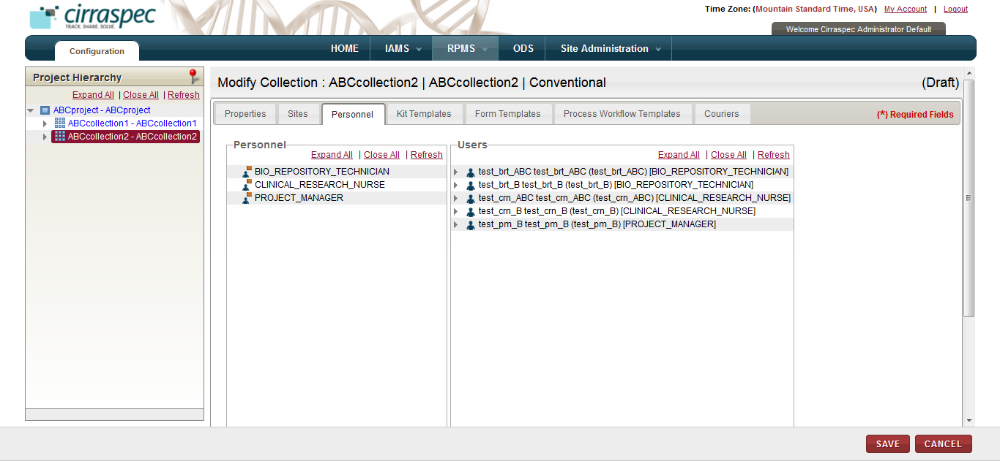 cirraspec
TRACK. SHARE. SOLVE.
Time Zone: (Mountain Standard Time, USA) My Account | Logout
Welcome Cirraspec Administrator Default
Configuration
HOME IAMS RPMS ODS Site Administration
Project Hierarchy
Expand All | Close All | Refresh
ABCproject - ABCproject
ABCcollection1 - ABCcollection1
ABCcollection2 - ABCcollection2
Modify Collection : ABCcollection2 | ABCcollection2 | Conventional (Draft)
Properties Sites Personnel Kit Templates Form Templates Process Workflow Templates Couriers (*) Required Fields
Personnel
Expand All | Close All | Refresh
BIO_REPOSITORY_TECHNICIAN
CLINICAL_RESEARCH_NURSE
PROJECT_MANAGER
Users
Expand All | Close All | Refresh
test_brt_ABC test_brt_ABC (test_brt_ABC) [BIO_REPOSITORY_TECHNICIAN]
test_brt_B test_brt_B (test_brt_B) [BIO_REPOSITORY_TECHNICIAN]
test_crn_ABC test_crn_ABC (test_crn_ABC) [CLINICAL_RESEARCH_NURSE]
test_crn_B test_crn_B (test_crn_B) [CLINICAL_RESEARCH_NURSE]
test_pm_B test_pm_B (test_pm_B) [PROJECT_MANAGER]
SAVE CANCEL